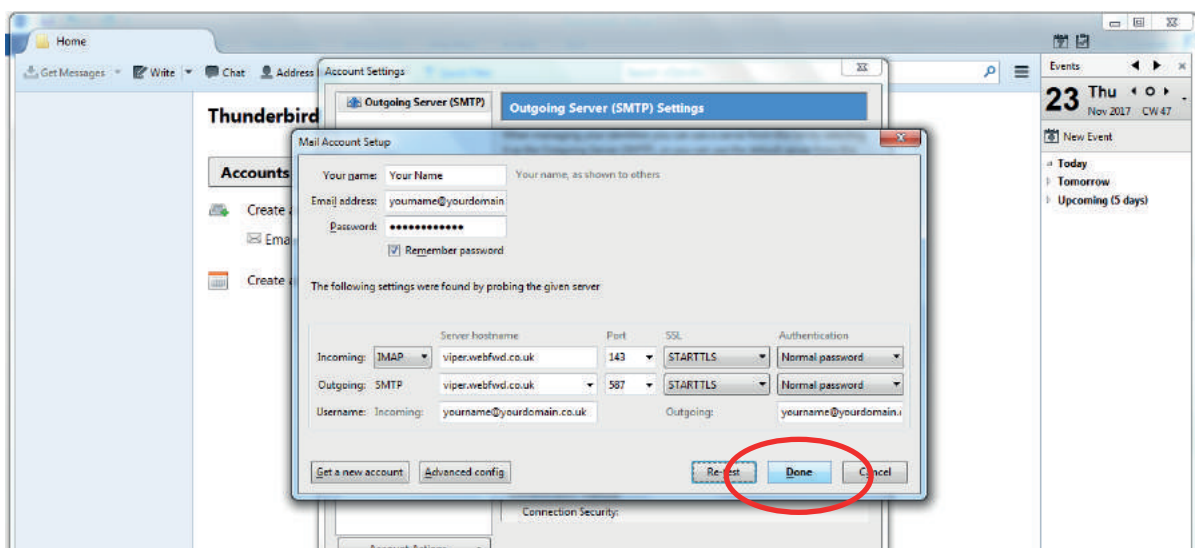 Home
Get Messages Write Chat Address
Account Settings
Outgoing Server (SMTP)
Outgoing Server (SMTP) Settings
Thunderbird
Mail Account Setup
Accounts
Create
Ema
Create
Your name: Your Name Your name, as shown to others
Email address: yourname@yourdomain
Password: ••••••••••••
Remember password
The following settings were found by probing the given server
Server hostname Port SSL Authentication
Incoming: IMAP viper.webfwd.co.uk 143 STARTTLS Normal password
Outgoing: SMTP viper.webfwd.co.uk 587 STARTTLS Normal password
Username: Incoming: yourname@yourdomain.co.uk Outgoing: yourname@yourdomain.
Get a new account Advanced config Re-test Done Cancel
Connection Security:
Account Actions
Events
23 Thu
Nov 2017 CW 47
New Event
Today
Tomorrow
Upcoming (5 days)